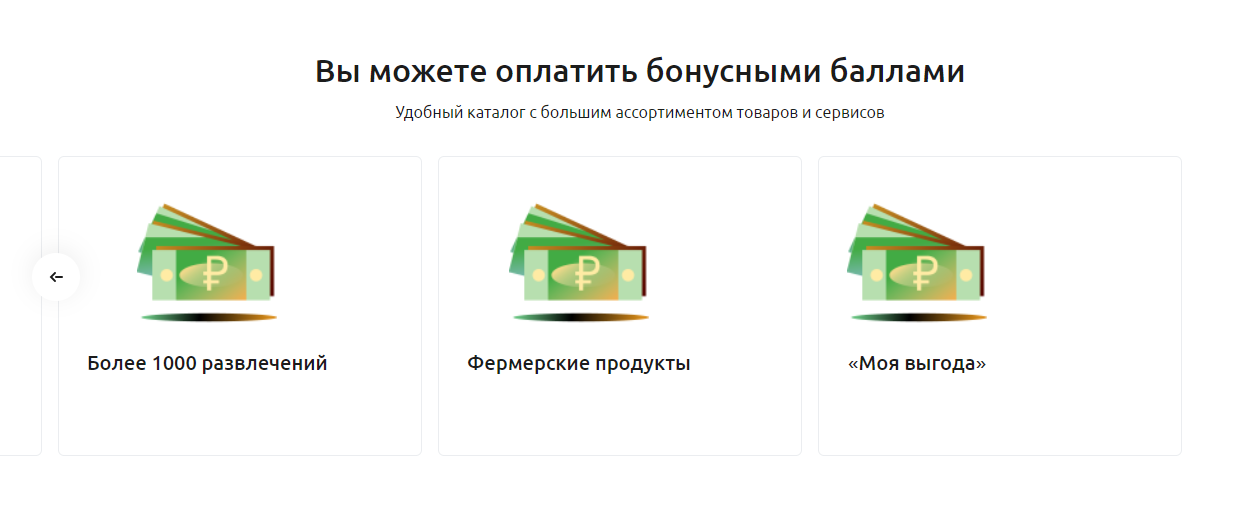 Вы можете оплатить бонусными баллами
Удобный каталог с большим ассортиментом товаров и сервисов
₽ ₽ ₽
Более 1000 развлечений
Фермерские продукты
«Моя выгода»